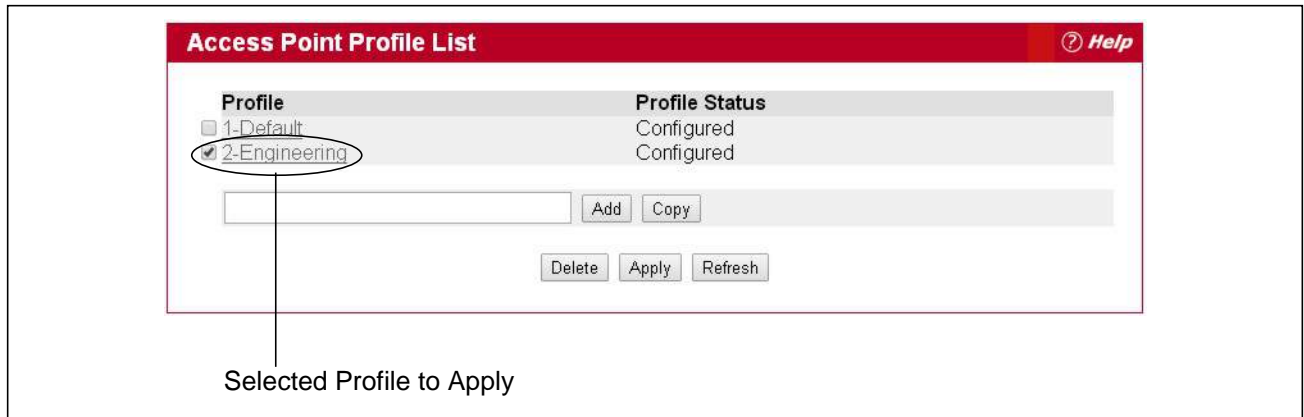 Access Point Profile List
? Help
Profile Profile Status
1-Default Configured
2-Engineering Configured
Add Copy
Delete Apply Refresh
Selected Profile to Apply